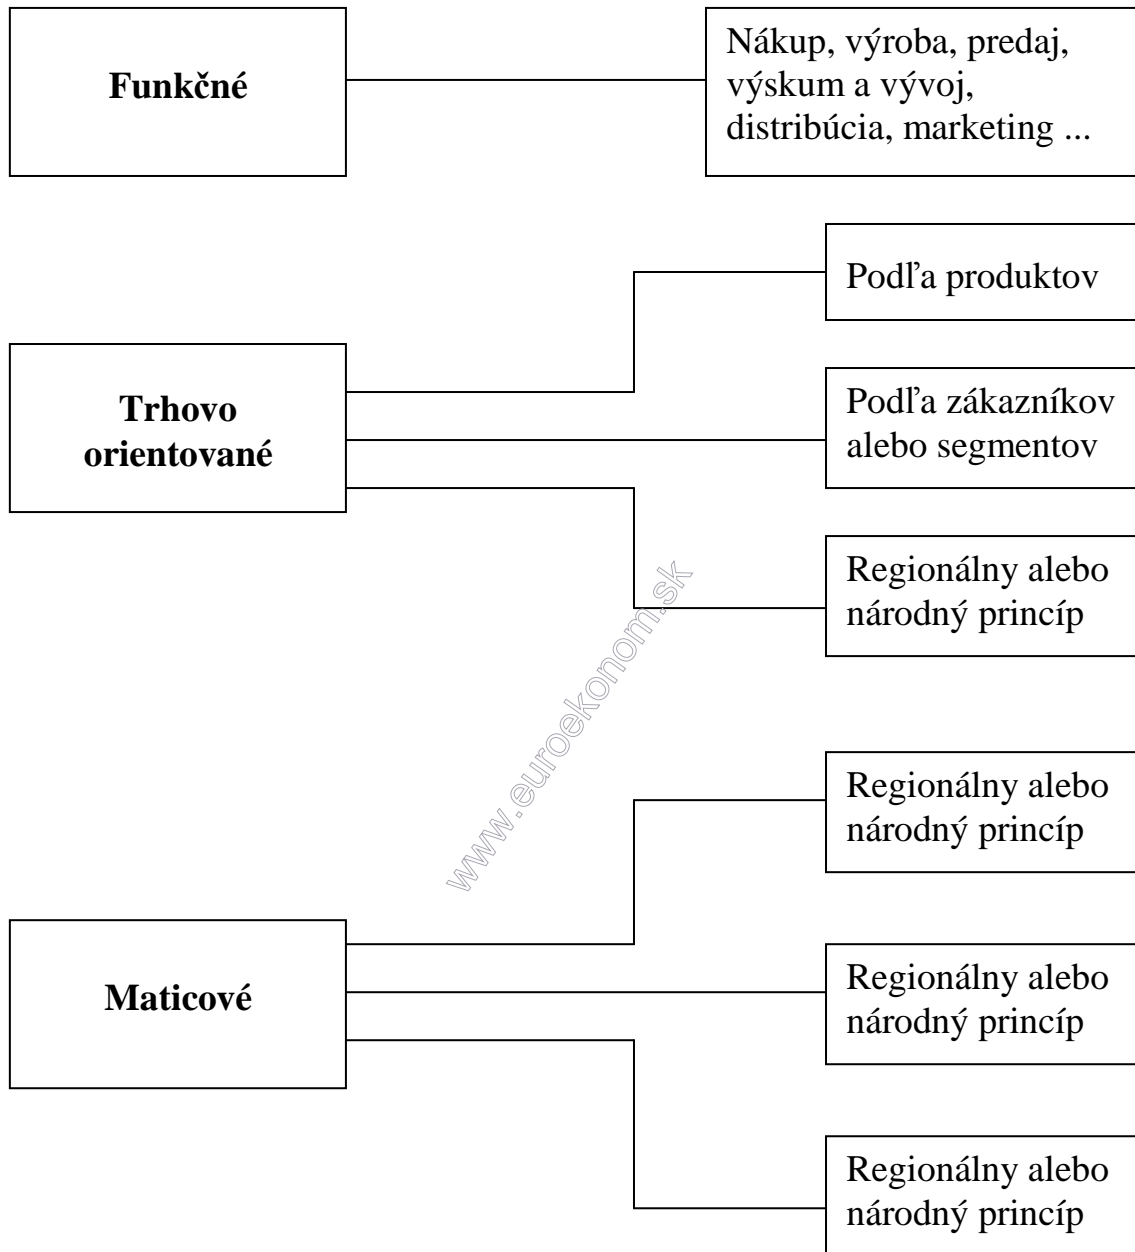 Funkčné
Nákup, výroba, predaj,
výskum a vývoj,
distribúcia, marketing ...
Podľa produktov
Trhovo
orientované
Podľa zákazníkov
alebo segmentov
Regionálny alebo
národný princíp
www.euroekonom.sk
Regionálny alebo
národný princíp
Maticové
Regionálny alebo
národný princíp
Regionálny alebo
národný princíp